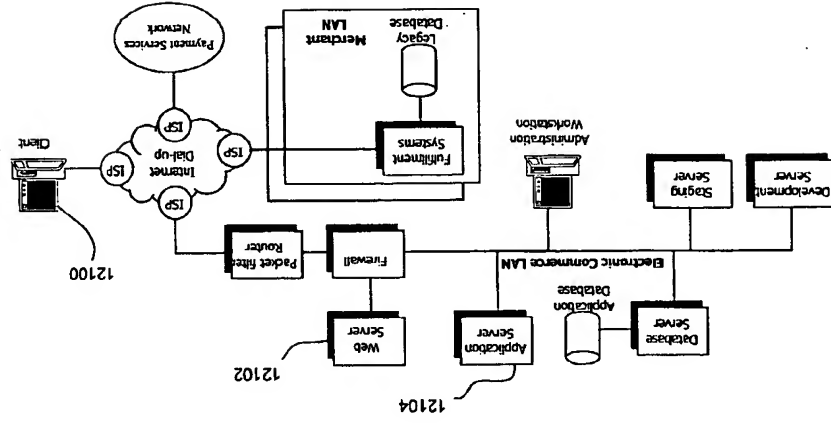 12104
12102
Database
Server
Application
Server
Web
Server
Application
Database
Electronic Commerce LAN
Firewall
Packet filter
Router
12100
Development
Server
Staging
Server
Administration
Workstation
Fulfillment
Systems
ISP
ISP
ISP
ISP
Internet
Dial-up
Client
Legacy
Database
Merchant
LAN
Payment Services
Network